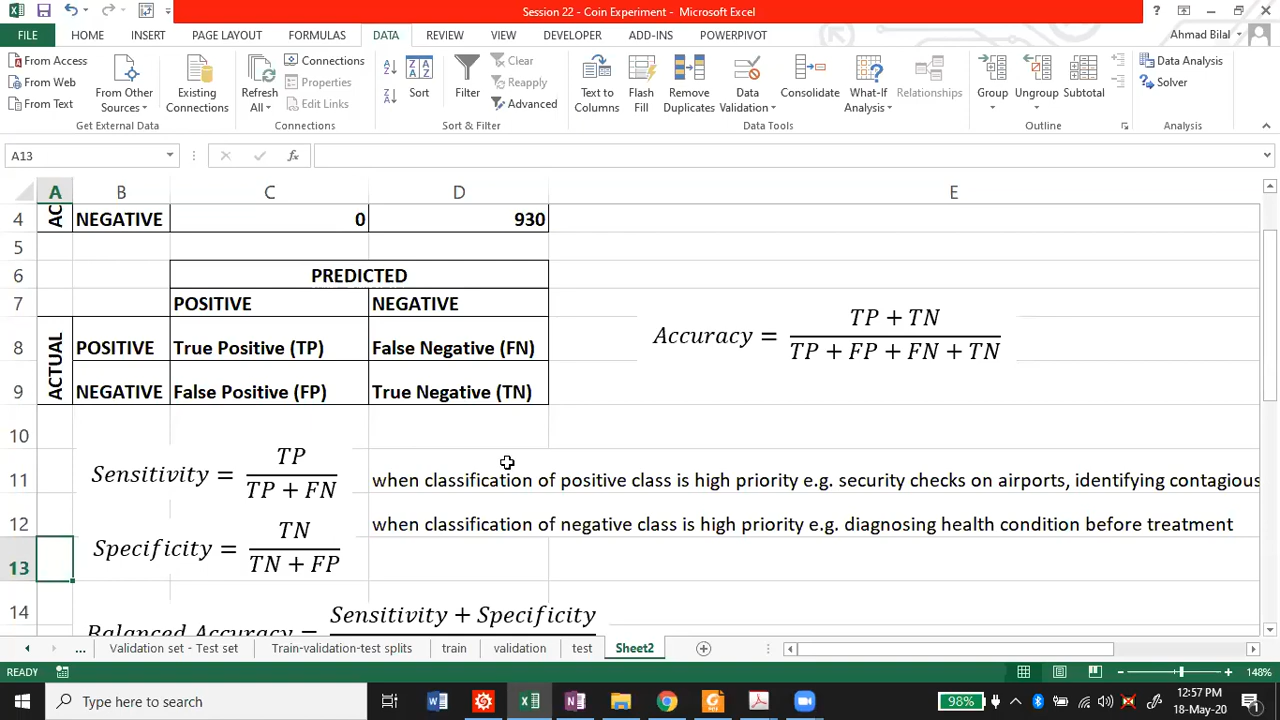 Session 22 - Coin Experiment - Microsoft Excel
?
FILE HOME INSERT PAGE LAYOUT FORMULAS DATA REVIEW VIEW DEVELOPER ADD-INS POWERPIVOT Ahmad Bilal
From Access
From Web
From Text
From Other Sources
Existing Connections
Get External Data
Refresh All
Connections
Properties
Edit Links
Connections
Sort
Filter
Clear
Reapply
Advanced
Sort & Filter
Text to Columns
Flash Fill
Remove Duplicates
Data Validation
Consolidate
What-If Analysis
Relationships
Data Tools
Group
Ungroup
Subtotal
Outline
Data Analysis
Solver
Analysis
A13 fx
A B C D E
4 AC NEGATIVE 0 930
5
6 PREDICTED
7 POSITIVE NEGATIVE
ACTUAL
8 POSITIVE True Positive (TP) False Negative (FN)
9 NEGATIVE False Positive (FP) True Negative (TN)
Accuracy = TP + TN / TP + FP + FN + TN
10
11 Sensitivity = TP / TP + FN when classification of positive class is high priority e.g. security checks on airports, identifying contagious
12 when classification of negative class is high priority e.g. diagnosing health condition before treatment
13 Specificity = TN / TN + FP
14 Balanced Accuracy = Sensitivity + Specificity
... Validation set - Test set Train-validation-test splits train validation test Sheet2
READY 148%
Type here to search 98% 12:57 PM
18-May-20